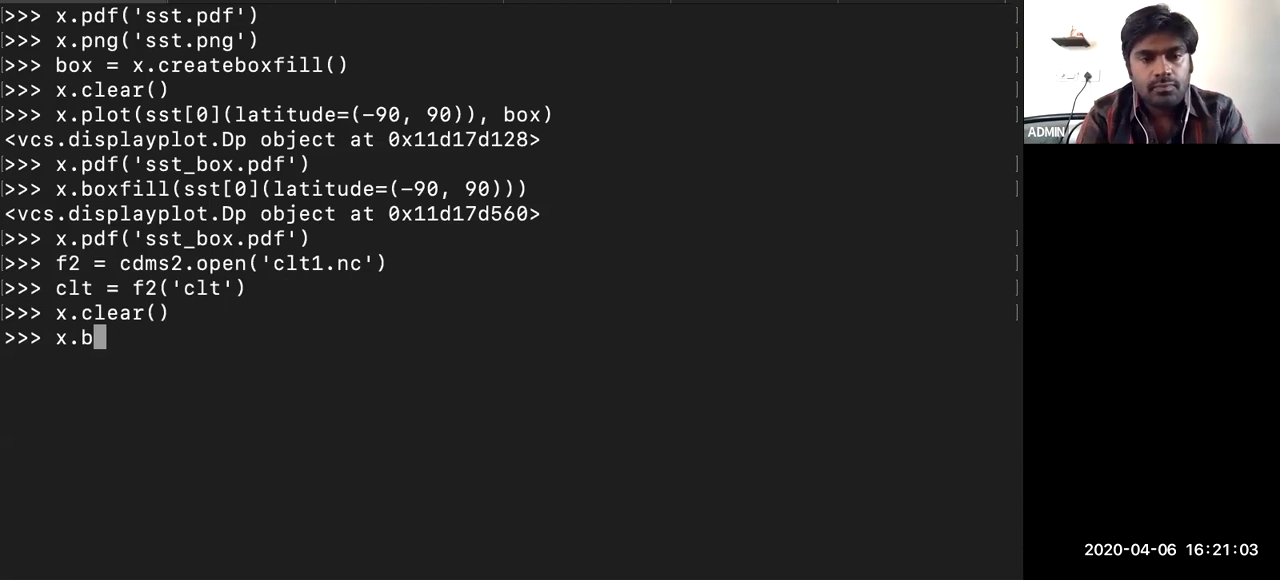 >>> x.pdf('sst.pdf')
>>> x.png('sst.png')
>>> box = x.createboxfill()
>>> x.clear()
>>> x.plot(sst[0](latitude=(-90, 90)), box)
<vcs.displayplot.Dp object at 0x11d17d128>
>>> x.pdf('sst_box.pdf')
>>> x.boxfill(sst[0](latitude=(-90, 90)))
<vcs.displayplot.Dp object at 0x11d17d560>
>>> x.pdf('sst_box.pdf')
>>> f2 = cdms2.open('clt1.nc')
>>> clt = f2('clt')
>>> x.clear()
>>> x.b
ADMIN
2020-04-06 16:21:03